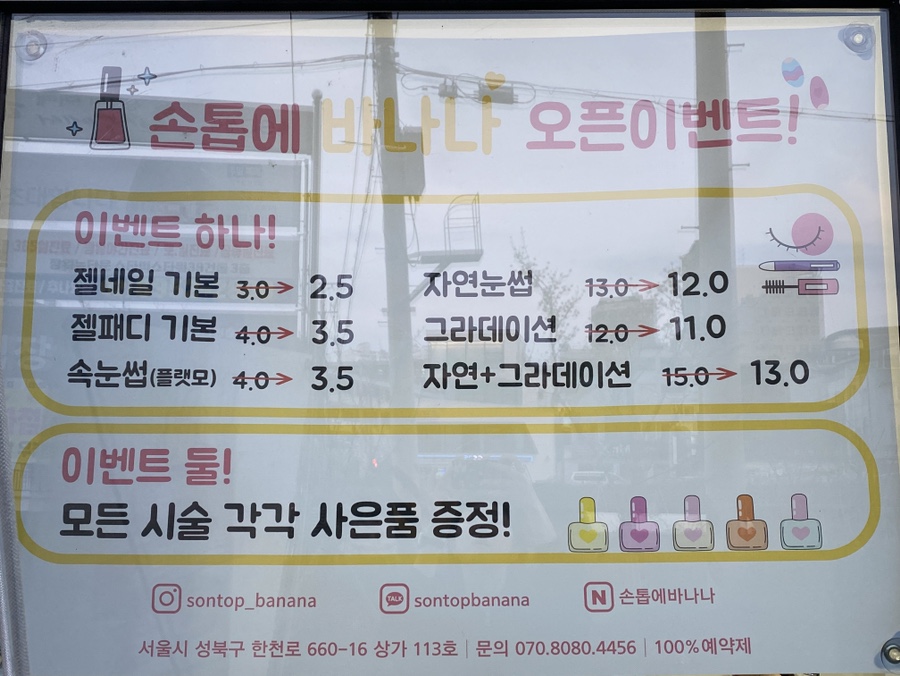 손톱에 바나나 오픈이벤트!
이벤트 하나!
젤네일 기본 3.0 → 2.5
자연눈썹 13.0 → 12.0
젤패디 기본 4.0 → 3.5
그라데이션 12.0 → 11.0
속눈썹(플랫모) 4.0 → 3.5
자연+그라데이션 15.0 → 13.0
이벤트 둘!
모든 시술 각각 사은품 증정!
sontop_banana
TALK sontopbanana
N 손톱에바나나
서울시 성북구 한천로 660-16 상가 113호 | 문의 070.8080.4456 | 100%예약제